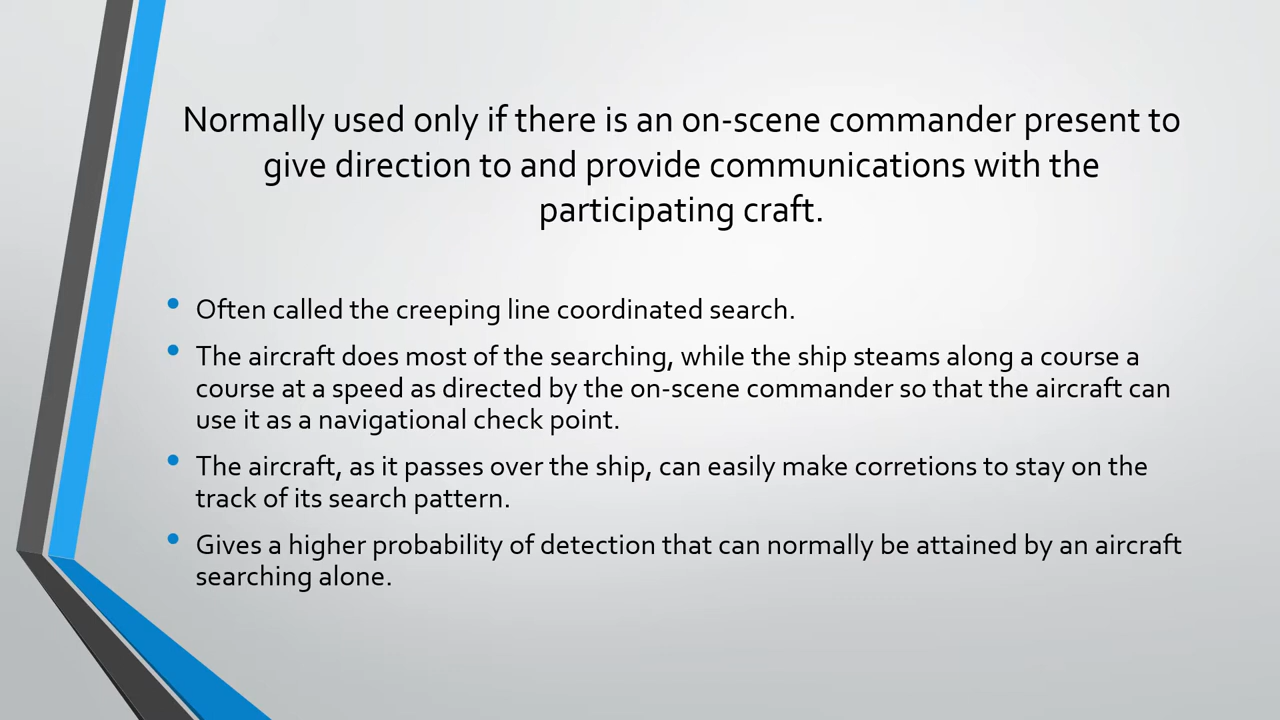 Normally used only if there is an on-scene commander present to
give direction to and provide communications with the
participating craft.
• Often called the creeping line coordinated search.
• The aircraft does most of the searching, while the ship steams along a course a
course at a speed as directed by the on-scene commander so that the aircraft can
use it as a navigational check point.
• The aircraft, as it passes over the ship, can easily make corretions to stay on the
track of its search pattern.
• Gives a higher probability of detection that can normally be attained by an aircraft
searching alone.